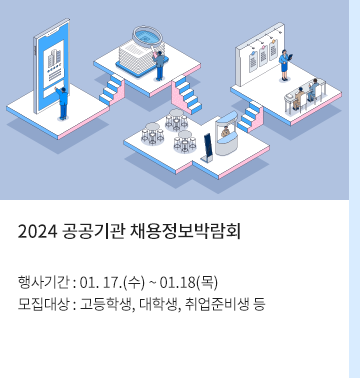 2024 공공기관 채용정보박람회
행사기간 : 01. 17.(수) ~ 01.18(목)
모집대상 : 고등학생, 대학생, 취업준비생 등